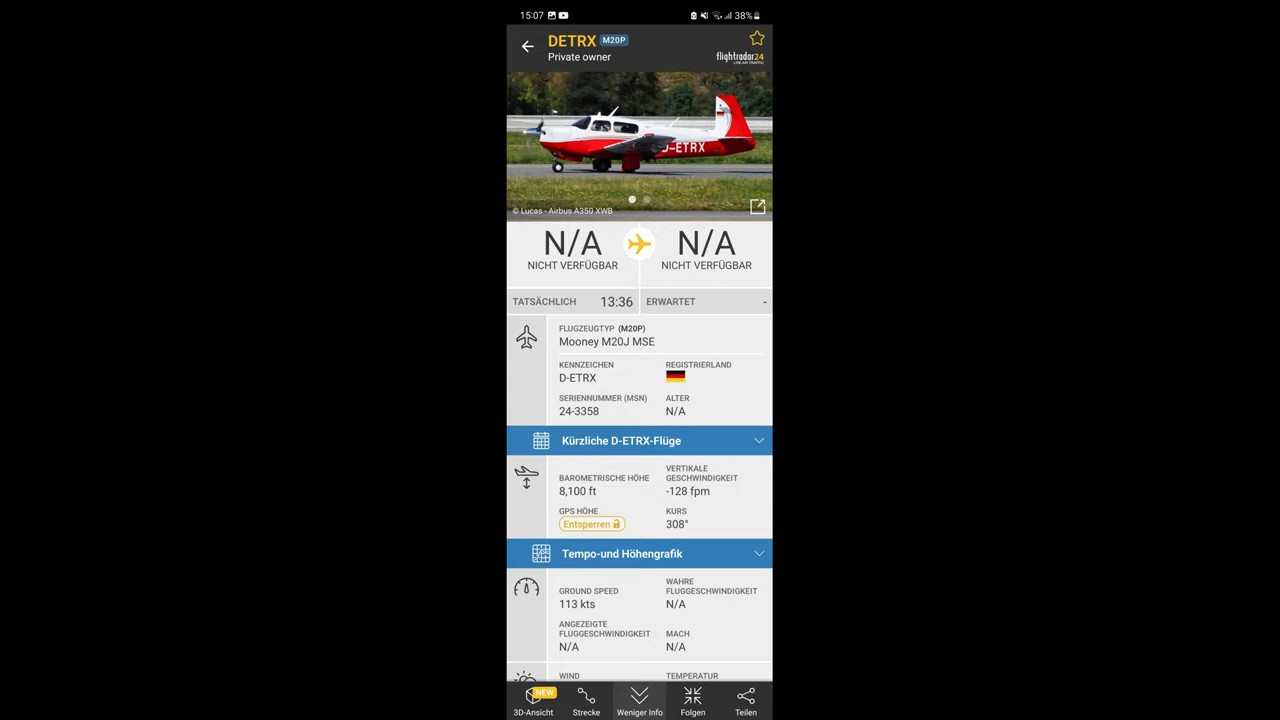 15:07
38%
DETRX M20P
Private owner
flightradar24
LIVE AIR TRAFFIC
D-ETRX
© Lucas - Airbus A350 XWB
N/A N/A
NICHT VERFÜGBAR NICHT VERFÜGBAR
TATSÄCHLICH 13:36 ERWARTET -
FLUGZEUGTYP (M20P)
Mooney M20J MSE
KENNZEICHEN REGISTRIERLAND
D-ETRX
SERIENNUMMER (MSN) ALTER
24-3358 N/A
Kürzliche D-ETRX-Flüge
BAROMETRISCHE HÖHE VERTIKALE GESCHWINDIGKEIT
8,100 ft -128 fpm
GPS HÖHE KURS
Entsperren 308°
Tempo-und Höhengrafik
GROUND SPEED WAHRE FLUGGESCHWINDIGKEIT
113 kts N/A
ANGEZEIGTE FLUGGESCHWINDIGKEIT MACH
N/A N/A
WIND TEMPERATUR
NEW
3D-Ansicht Strecke Weniger Info Folgen Teilen